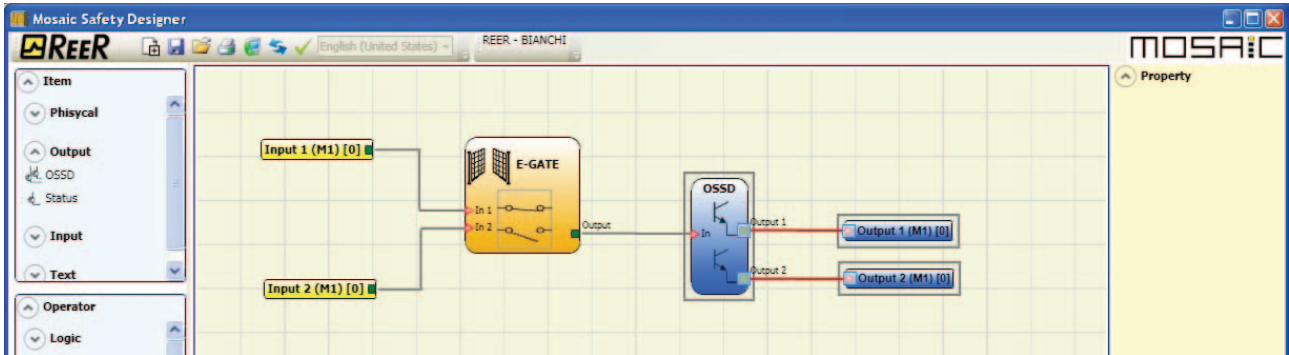 Mosaic Safety Designer
REER English (United States) REER - BIANCHI MOSAIC
Item
Phisycal
Output
OSSD
Status
Input
Text
Operator
Logic
Input 1 (M1) [0]
Input 2 (M1) [0]
E-GATE
In 1
In 2
Output
OSSD
In
Output 1
Output 2
Output 1 (M1) [0]
Output 2 (M1) [0]
Property